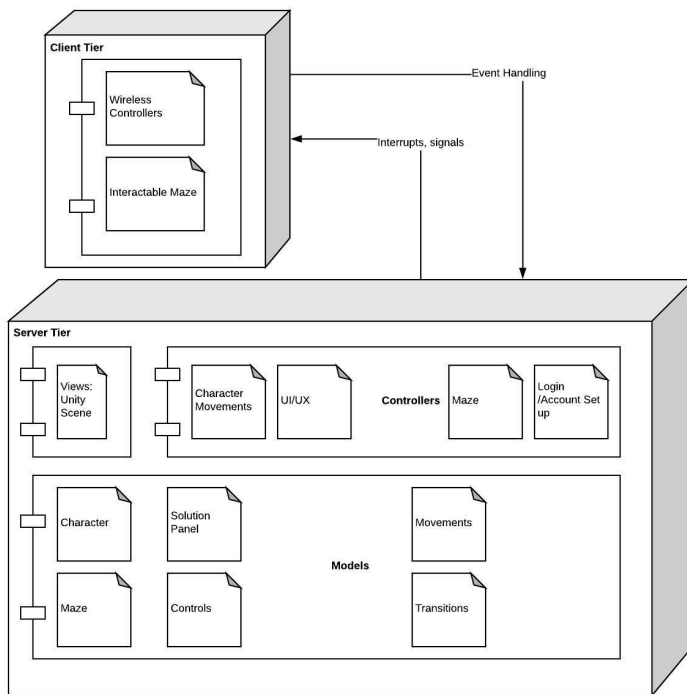 Client Tier
Wireless
Controllers
Interactable Maze
Event Handling
Interrupts, signals
Server Tier
Views:
Unity
Scene
Character
Movements
UI/UX
Controllers
Maze
Login
/Account Set
up
Character
Solution
Panel
Movements
Models
Maze
Controls
Transitions